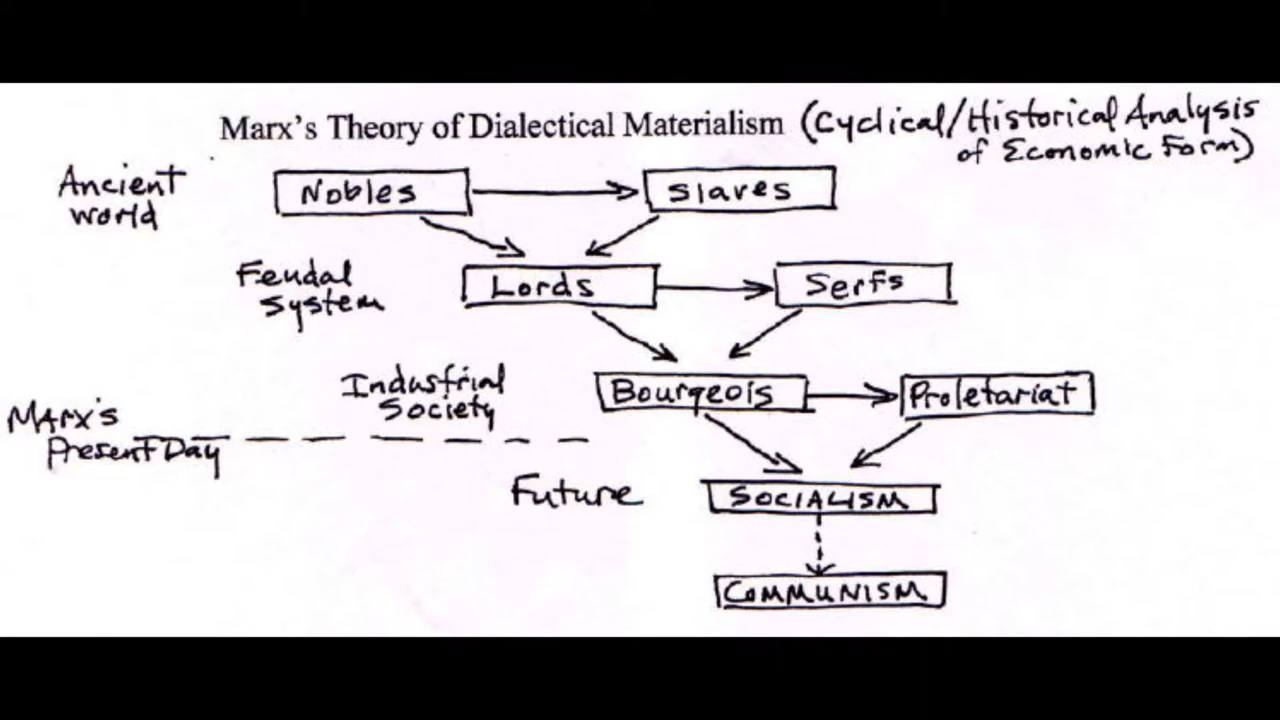 Marx's Theory of Dialectical Materialism (Cyclical/Historical Analysis
of Economic Form)
Ancient
World
Nobles
Slaves
Feudal
System
Lords
Serfs
Industrial
Society
Bourgeois
Proletariat
Marx's
Present Day
Future
SOCIALISM
COMMUNISM